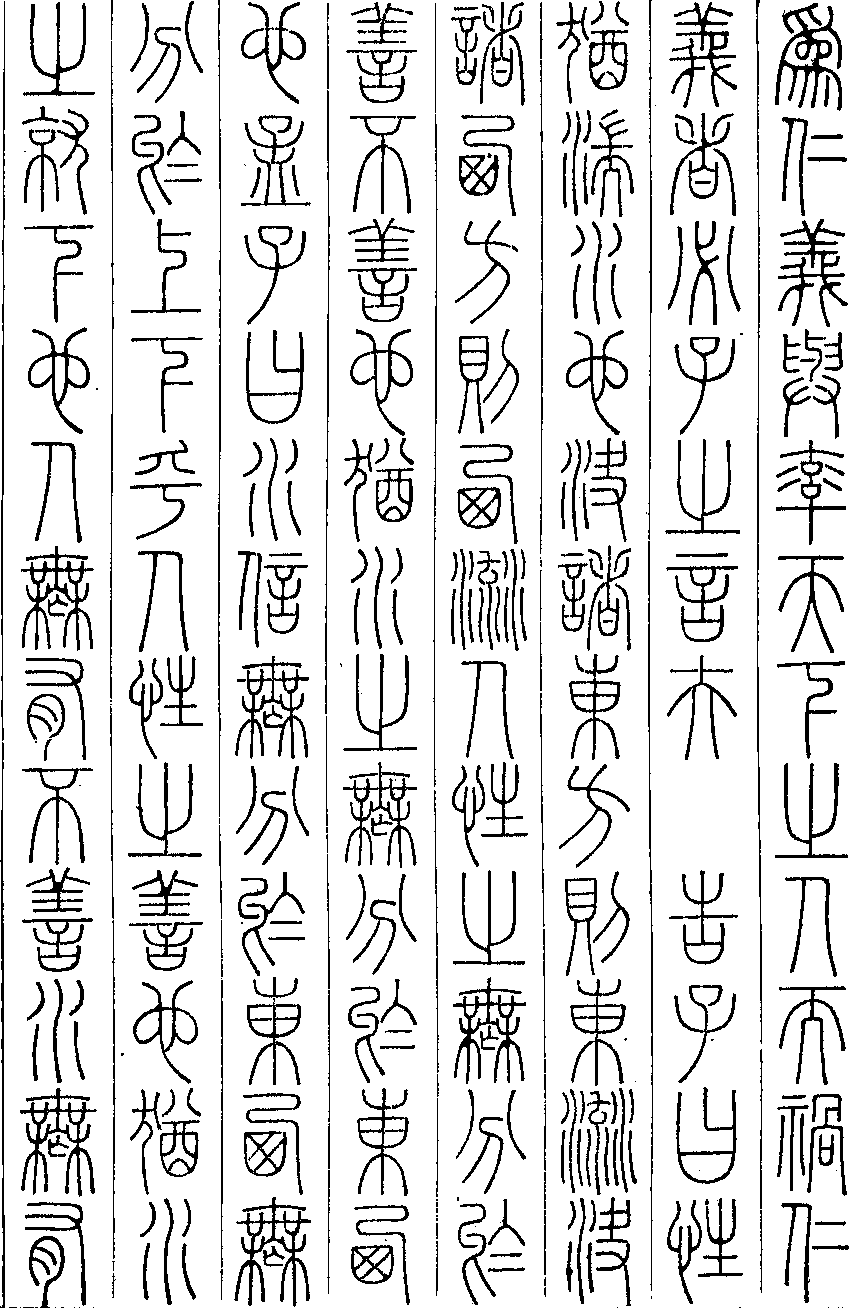 為仁義與率天下之人而禍仁
義者必子之言夫　告子曰性
猶湍水也決諸東方則東流決
諸西方則西流人性之無分於
善不善也猶水之無分於東西
也孟子曰水信無分於東西無
分於上下乎人性之善也猶水
之就下也人無有不善水無有